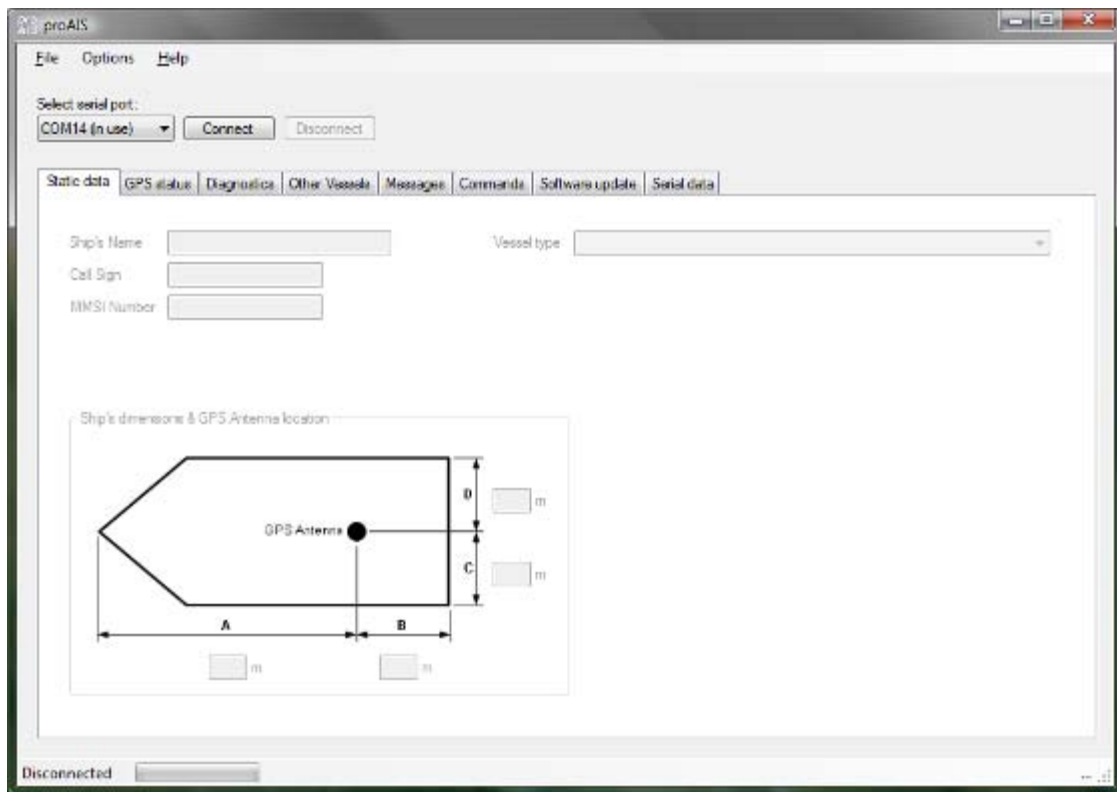 proAIS
File Options Help
Select serial port:
COM14 (in use) Connect Disconnect
Static data GPS status Diagnostics Other Vessels Messages Commands Software update Serial data
Ship's Name Vessel type
Call Sign
MMSI Number
Ship's dimensions & GPS Antenna location
D m
GPS Antenna
C m
A B
m m
Disconnected